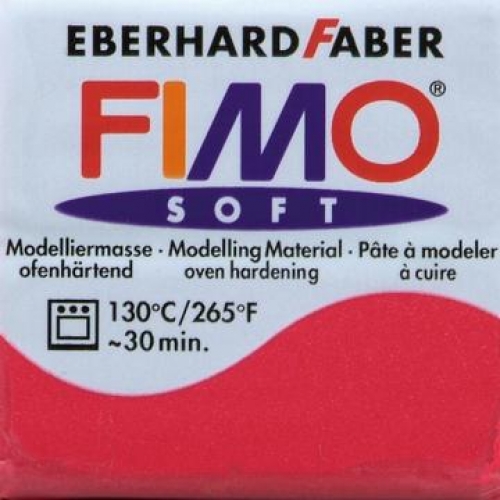 EBERHARD FABER
FIMO®
SOFT
Modelliermasse · Modelling Material · Pâte à modeler
ofenhärtend oven hardening à cuire
130°C/265°F
~30 min.